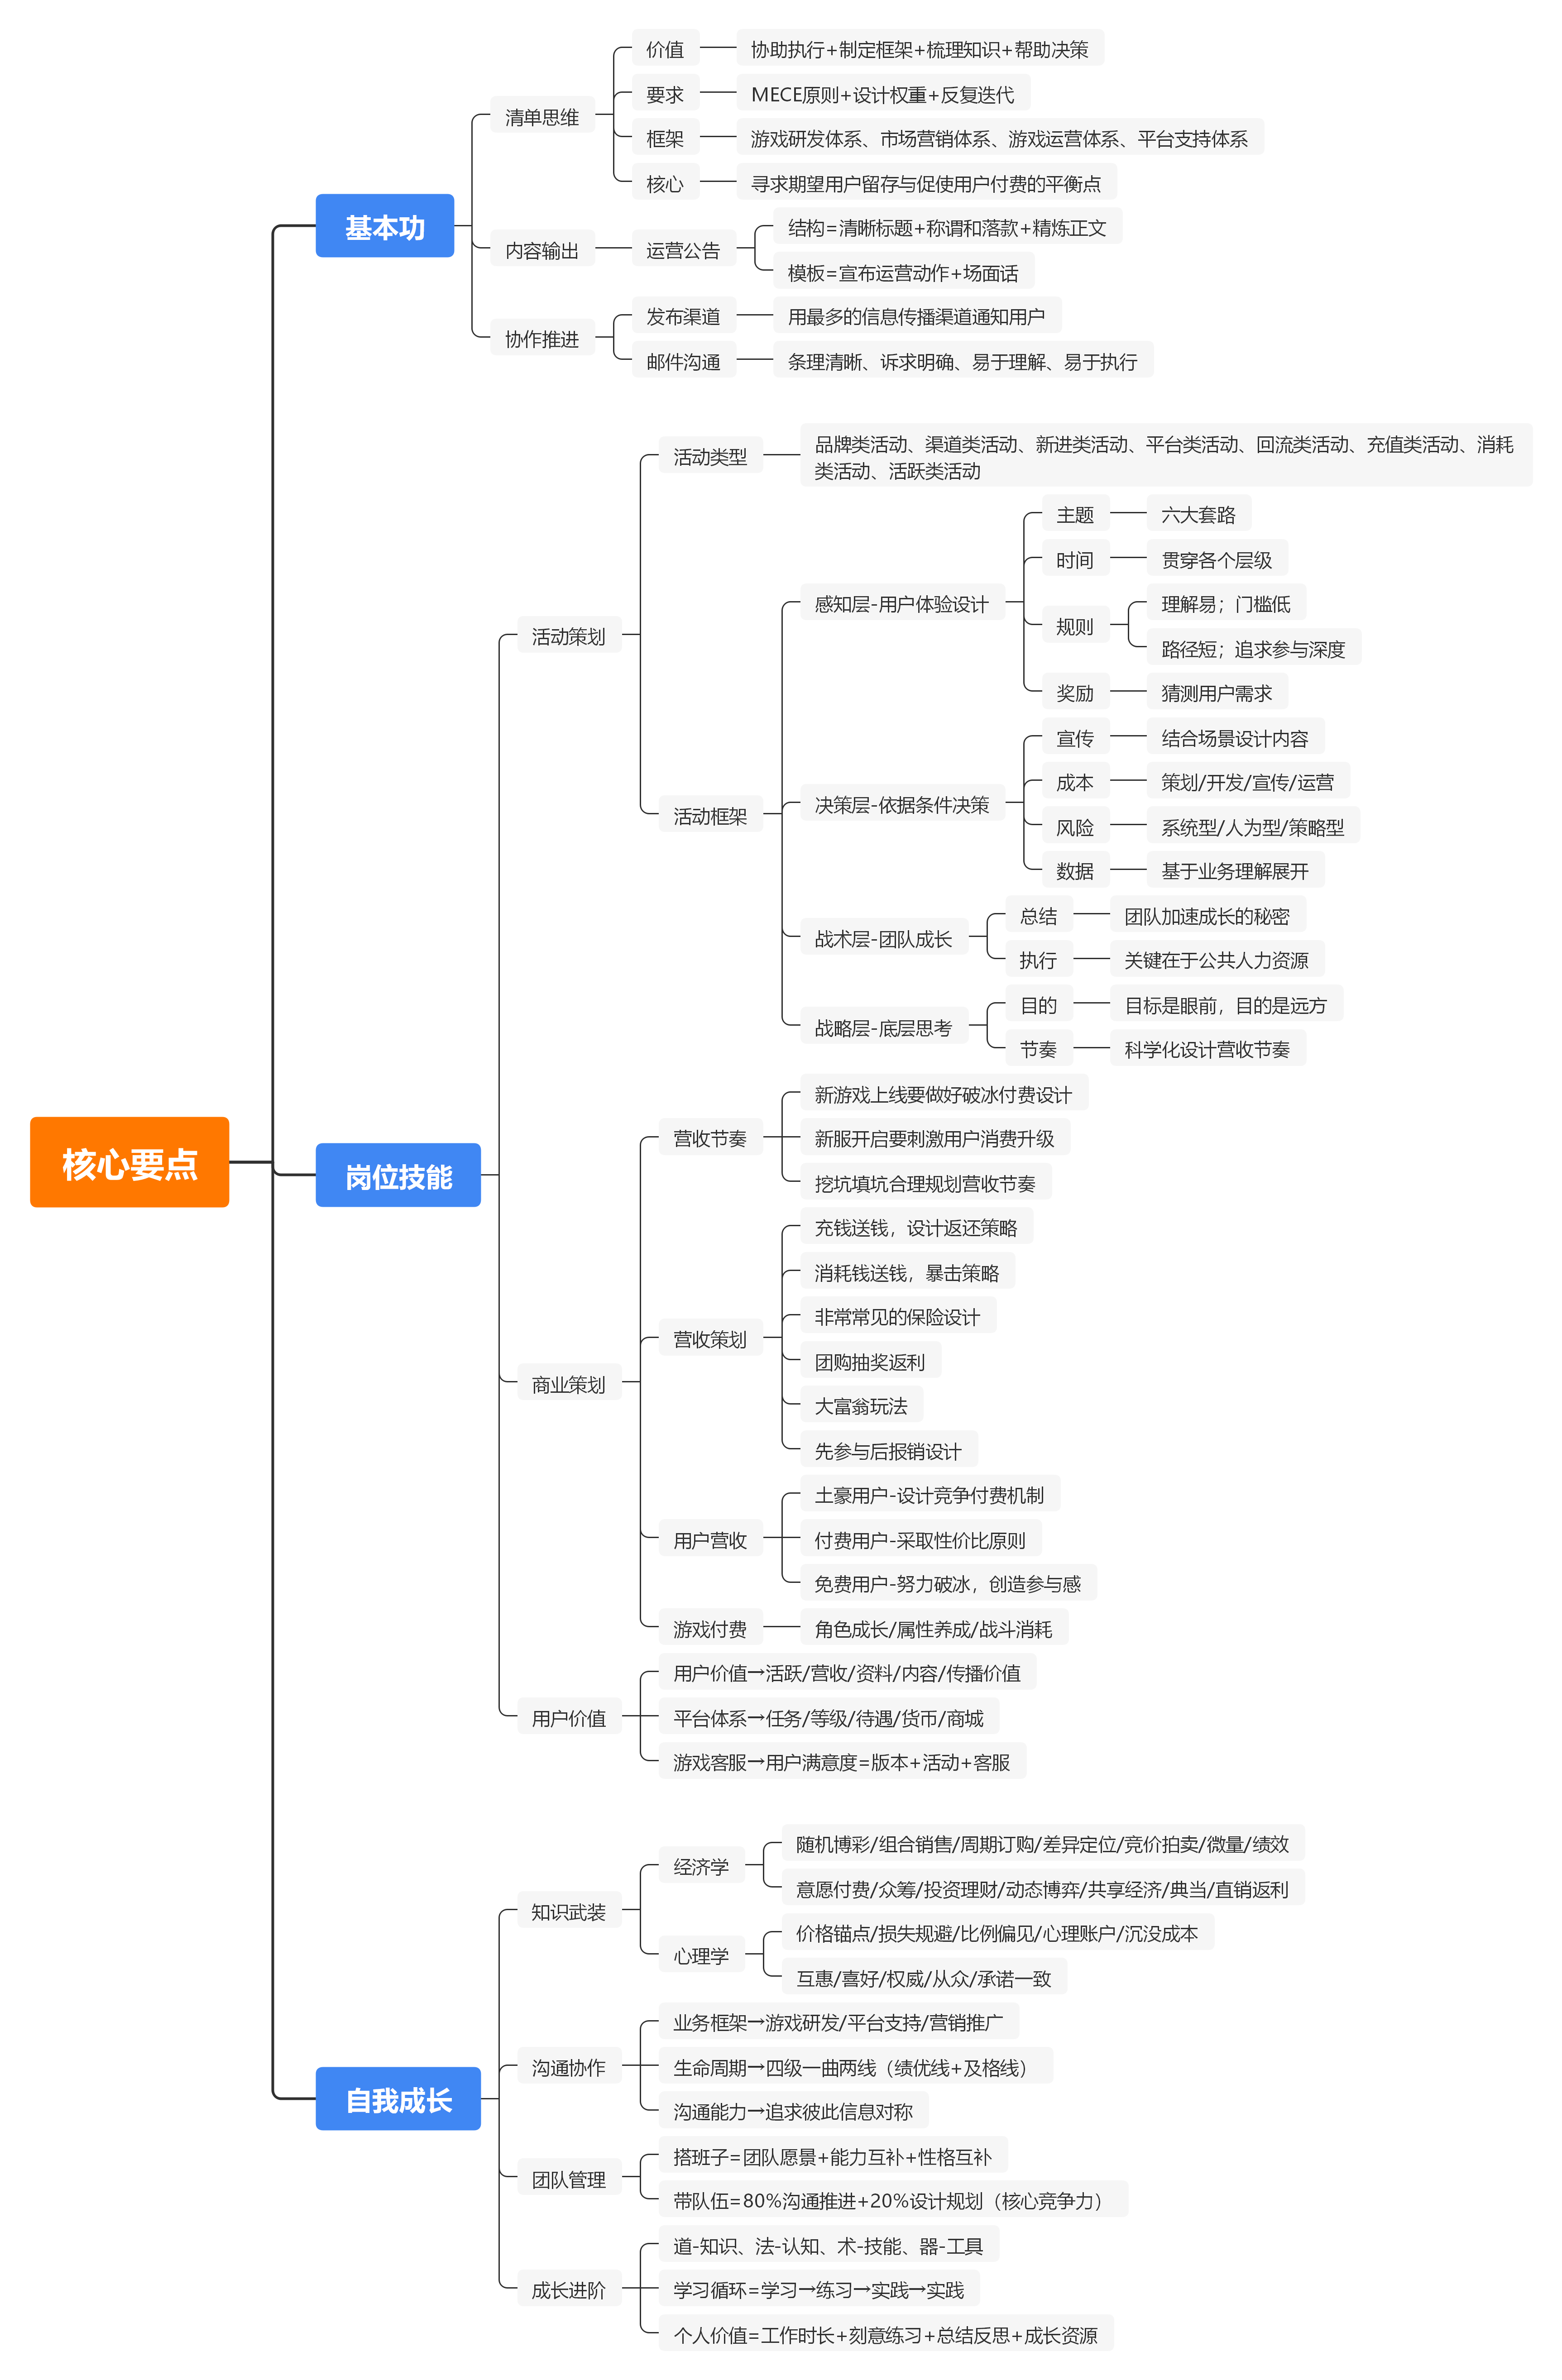 核心要点
基本功
清单思维
价值
协助执行+制定框架+梳理知识+帮助决策
要求
MECE原则+设计权重+反复迭代
框架
游戏研发体系、市场营销体系、游戏运营体系、平台支持体系
核心
寻求期望用户留存与促使用户付费的平衡点
内容输出
运营公告
结构=清晰标题+称谓和落款+精炼正文
模板=宣布运营动作+场面话
协作推进
发布渠道
用最多的信息传播渠道通知用户
邮件沟通
条理清晰、诉求明确、易于理解、易于执行
岗位技能
活动策划
活动类型
品牌类活动、渠道类活动、新进类活动、平台类活动、回流类活动、充值类活动、消耗
类活动、活跃类活动
活动框架
感知层-用户体验设计
主题
六大套路
时间
贯穿各个层级
规则
理解易；门槛低
路径短；追求参与深度
奖励
猜测用户需求
决策层-依据条件决策
宣传
结合场景设计内容
成本
策划/开发/宣传/运营
风险
系统型/人为型/策略型
数据
基于业务理解展开
战术层-团队成长
总结
团队加速成长的秘密
执行
关键在于公共人力资源
战略层-底层思考
目的
目标是眼前，目的是远方
节奏
科学化设计营收节奏
商业策划
营收节奏
新游戏上线要做好破冰付费设计
新服开启要刺激用户消费升级
挖坑填坑合理规划营收节奏
营收策划
充钱送钱，设计返还策略
消耗钱送钱，暴击策略
非常常见的保险设计
团购抽奖返利
大富翁玩法
先参与后报销设计
用户营收
土豪用户-设计竞争付费机制
付费用户-采取性价比原则
免费用户-努力破冰，创造参与感
游戏付费
角色成长/属性养成/战斗消耗
用户价值
用户价值→活跃/营收/资料/内容/传播价值
平台体系→任务/等级/待遇/货币/商城
游戏客服→用户满意度=版本+活动+客服
自我成长
知识武装
经济学
随机博彩/组合销售/周期订购/差异定位/竞价拍卖/微量/绩效
意愿付费/众筹/投资理财/动态博弈/共享经济/典当/直销返利
心理学
价格锚点/损失规避/比例偏见/心理账户/沉没成本
互惠/喜好/权威/从众/承诺一致
沟通协作
业务框架→游戏研发/平台支持/营销推广
生命周期→四级一曲两线（绩优线+及格线）
沟通能力→追求彼此信息对称
团队管理
搭班子=团队愿景+能力互补+性格互补
带队伍=80%沟通推进+20%设计规划（核心竞争力）
成长进阶
道-知识、法-认知、术-技能、器-工具
学习循环=学习→练习→实践→实践
个人价值=工作时长+刻意练习+总结反思+成长资源